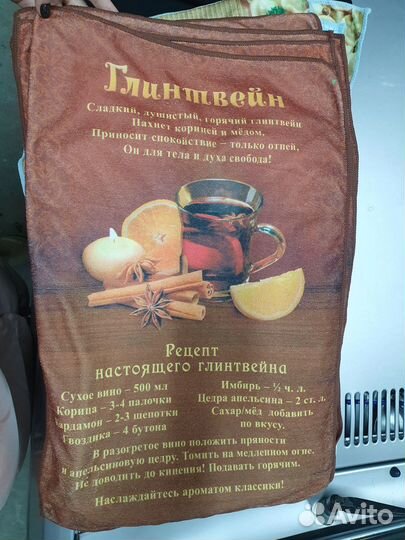 Глинтвейн
Сладкий, душистый, горячий глинтвейн
Пахнет корицей и мёдом.
Приносит спокойствие – только отпей,
Он для тела и духа свобода!
Рецепт
настоящего глинтвейна
Сухое вино – 500 мл
Корица – 3-4 палочки
ардамон – 2-3 щепотки
Гвоздика – 4 бутона
Имбирь – ½ ч. л.
Цедра апельсина – 2 ст. л.
Сахар/мёд добавить
по вкусу.
В разогретое вино положить пряности
и апельсиновую цедру. Томить на медленном огне.
Не доводить до кипения! Подавать горячим.
Наслаждайтесь ароматом классики!
Avito